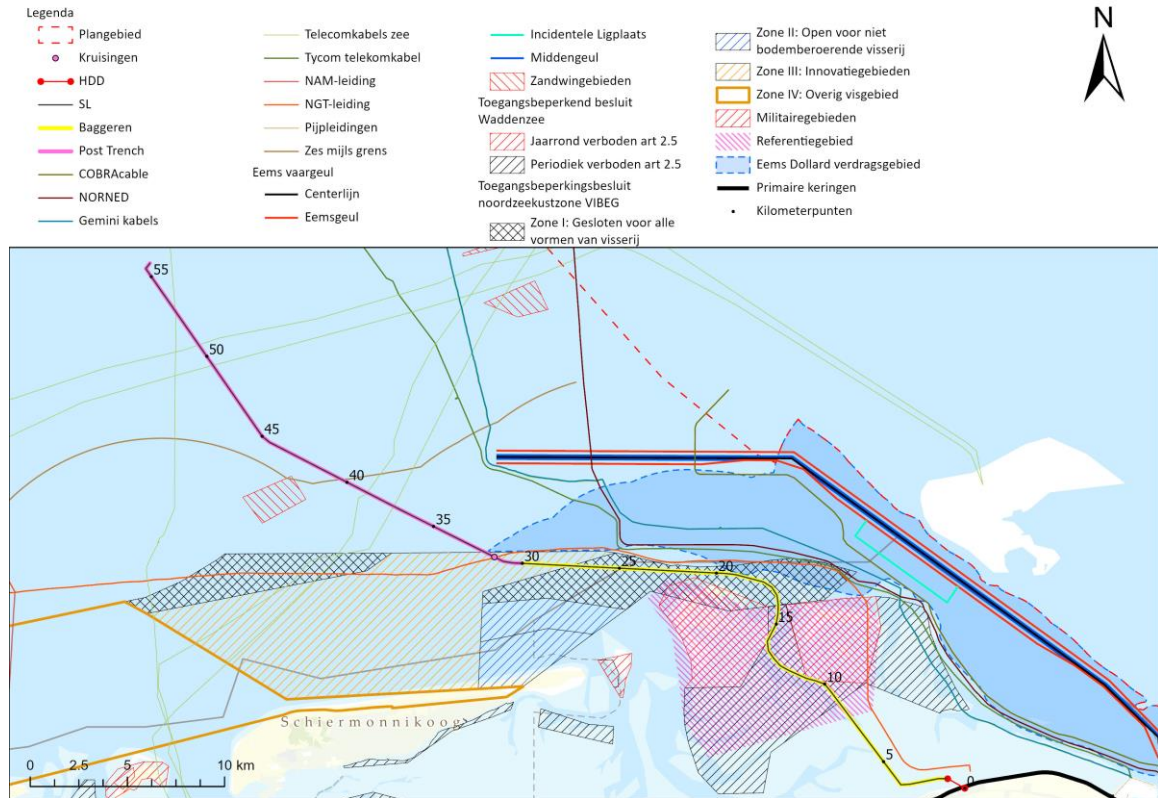 Legenda
Plangebied
Kruisingen
HDD
SL
Baggeren
Post Trench
COBRAcable
NORNED
Gemini kabels
Telecomkabels zee
Tycom telekomkabel
NAM-leiding
NGT-leiding
Pijpleidingen
Zes mijls grens
Eems vaargeul
Centerlijn
Eemsgeul
Incidentele Ligplaats
Middengeul
Zandwingebieden
Toegangsbeperkend besluit
Waddenzee
Jaarrond verboden art 2.5
Periodiek verboden art 2.5
Toegangsbeperkingsbesluit
noordzeekustzone VIBEG
Zone I: Gesloten voor alle
vormen van visserij
Zone II: Open voor niet
bodemberoerende visserij
Zone III: Innovatiegebieden
Zone IV: Overig visgebied
Militairegebieden
Referentiegebied
Eems Dollard verdragsgebied
Primaire keringen
Kilometerpunten
N
55
50
45
40
35
30
25
20
15
10
5
0
Schiermonnikoog
0 2.5 5 10 km